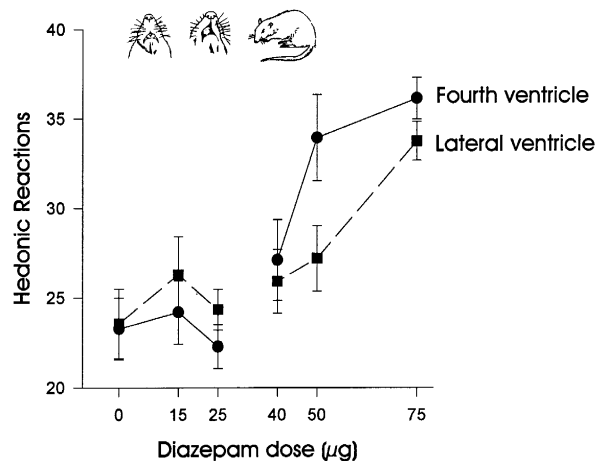 40
35
30
25
20
Hedonic Reactions
Fourth ventricle
Lateral ventricle
0 15 25 40 50 75
Diazepam dose (µg)